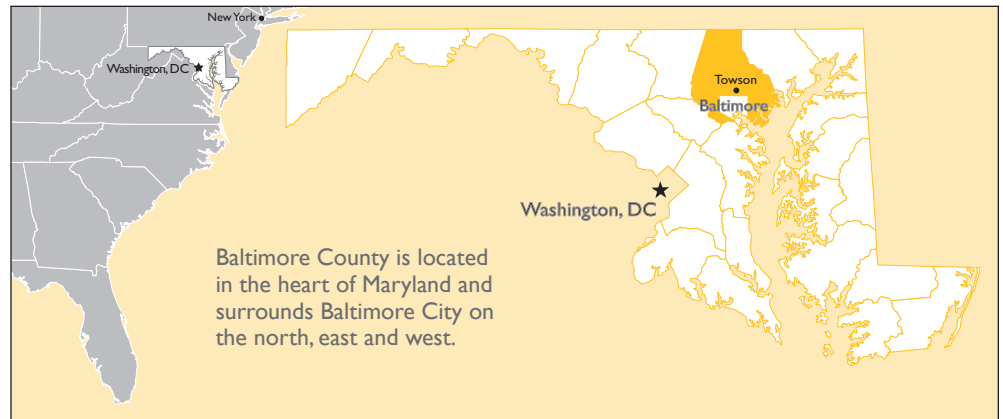 New York
Washington, DC
Towson
Baltimore
Washington, DC
Baltimore County is located
in the heart of Maryland and
surrounds Baltimore City on
the north, east and west.